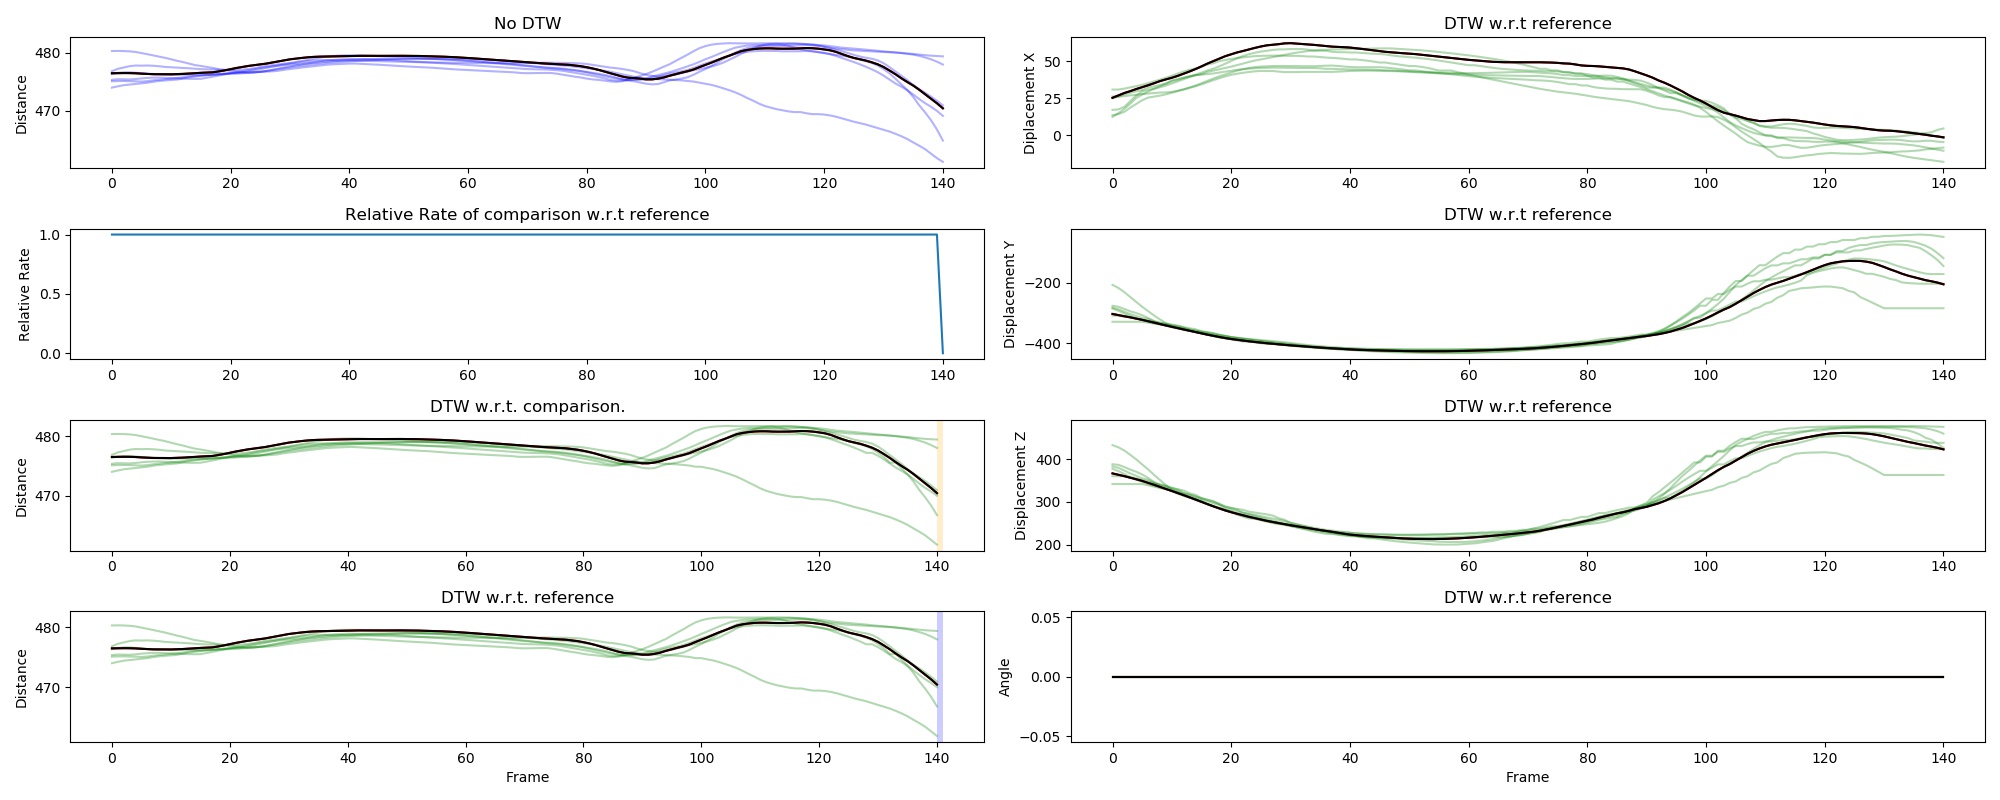 No DTW
480
470
Distance
0 20 40 60 80 100 120 140
Relative Rate of comparison w.r.t reference
1.0
0.5
0.0
Relative Rate
0 20 40 60 80 100 120 140
DTW w.r.t. comparison.
480
470
Distance
0 20 40 60 80 100 120 140
DTW w.r.t. reference
480
470
Distance
0 20 40 60 80 100 120 140
Frame
DTW w.r.t reference
50
25
0
Diplacement X
0 20 40 60 80 100 120 140
DTW w.r.t reference
−200
−400
Displacement Y
0 20 40 60 80 100 120 140
DTW w.r.t reference
400
300
200
Displacement Z
0 20 40 60 80 100 120 140
DTW w.r.t reference
0.05
0.00
−0.05
Angle
0 20 40 60 80 100 120 140
Frame